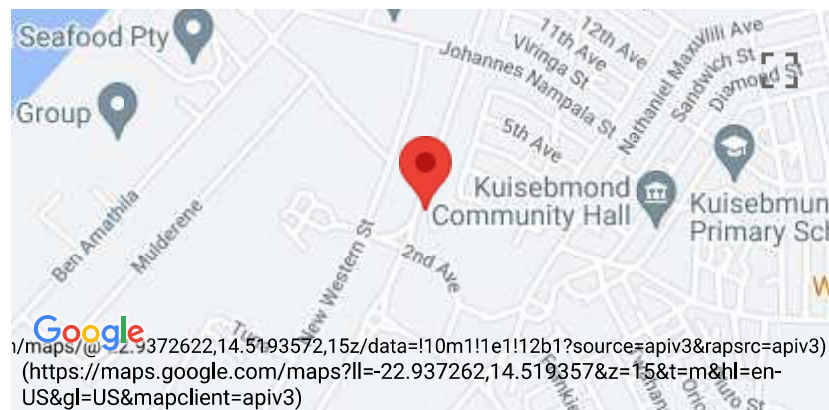 Seafood Pty
Group
Johannes Nampala St
Viringa St
11th Ave
12th Ave
Nathaniel Maxwilili Ave
Sandwich St
Diamond St
5th Ave
Kuisebmond
Community Hall
Kuisebmun
Primary Sch
Ben Amathila
Mulderene
New Western St
2nd Ave
W
Google
/maps/@-22.9372622,14.5193572,15z/data=!10m1!1e1!12b1?source=apiv3&rapsrc=apiv3)
(https://maps.google.com/maps?ll=-22.937262,14.519357&z=15&t=m&hl=en-
US&gl=US&mapclient=apiv3)